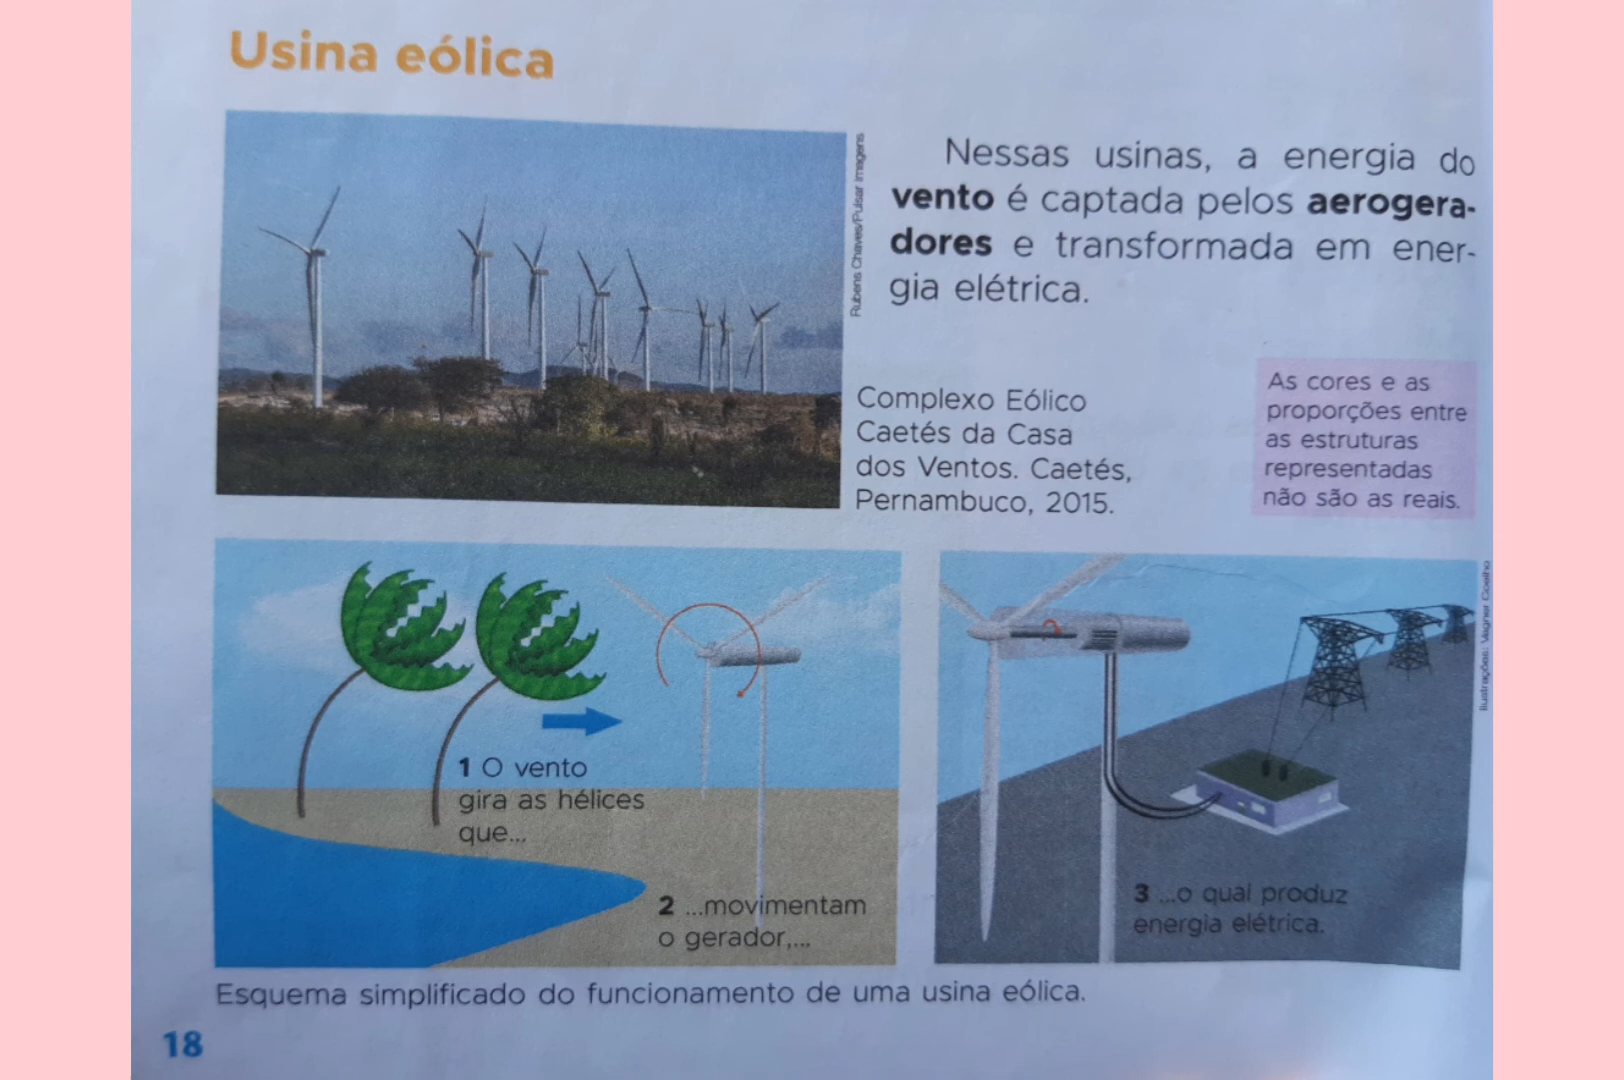 Usina eólica
Rubens Chaves/Pulsar Imagens
Nessas usinas, a energia do
vento é captada pelos aerogera-
dores e transformada em ener-
gia elétrica.
Complexo Eólico
Caetés da Casa
dos Ventos. Caetés,
Pernambuco, 2015.
As cores e as
proporções entre
as estruturas
representadas
não são as reais.
1 O vento
gira as hélices
que...
2 ...movimentam
o gerador,...
3 ...o qual produz
energia elétrica.
Ilustrações: Vagner Coelho
Esquema simplificado do funcionamento de uma usina eólica.
18